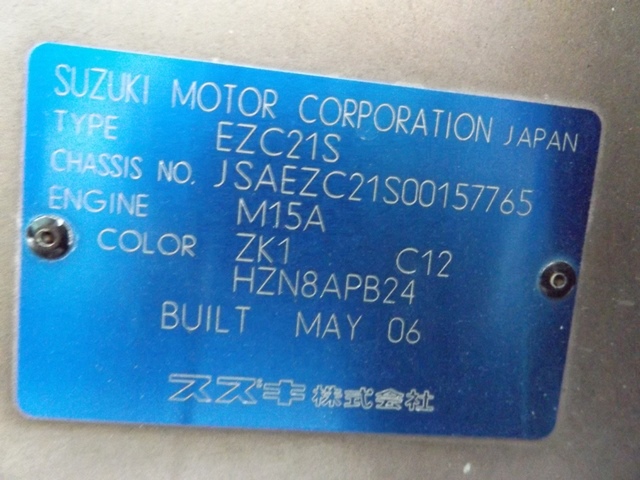 SUZUKI MOTOR CORPORATION JAPAN
TYPE EZC21S
CHASSIS NO. JSAEZC21S00157765
ENGINE M15A
COLOR ZK1 C12
HZN8APB24
BUILT MAY 06
スズキ株式会社